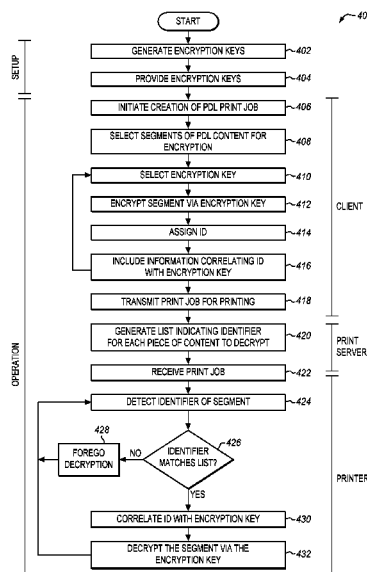 START
40
SETUP
GENERATE ENCRYPTION KEYS
402
PROVIDE ENCRYPTION KEYS
404
OPERATION
INITIATE CREATION OF PDL PRINT JOB
406
SELECT SEGMENTS OF PDL CONTENT FOR
ENCRYPTION
408
SELECT ENCRYPTION KEY
410
ENCRYPT SEGMENT VIA ENCRYPTION KEY
412
ASSIGN ID
414
INCLUDE INFORMATION CORRELATING ID
WITH ENCRYPTION KEY
416
TRANSMIT PRINT JOB FOR PRINTING
418
CLIENT
GENERATE LIST INDICATING IDENTIFIER
FOR EACH PIECE OF CONTENT TO DECRYPT
420
RECEIVE PRINT JOB
422
PRINT
SERVER
DETECT IDENTIFIER OF SEGMENT
424
428
FOREGO
DECRYPTION
NO
IDENTIFIER
MATCHES LIST?
426
YES
CORRELATE ID WITH ENCRYPTION KEY
430
DECRYPT THE SEGMENT VIA THE
ENCRYPTION KEY
432
PRINTER